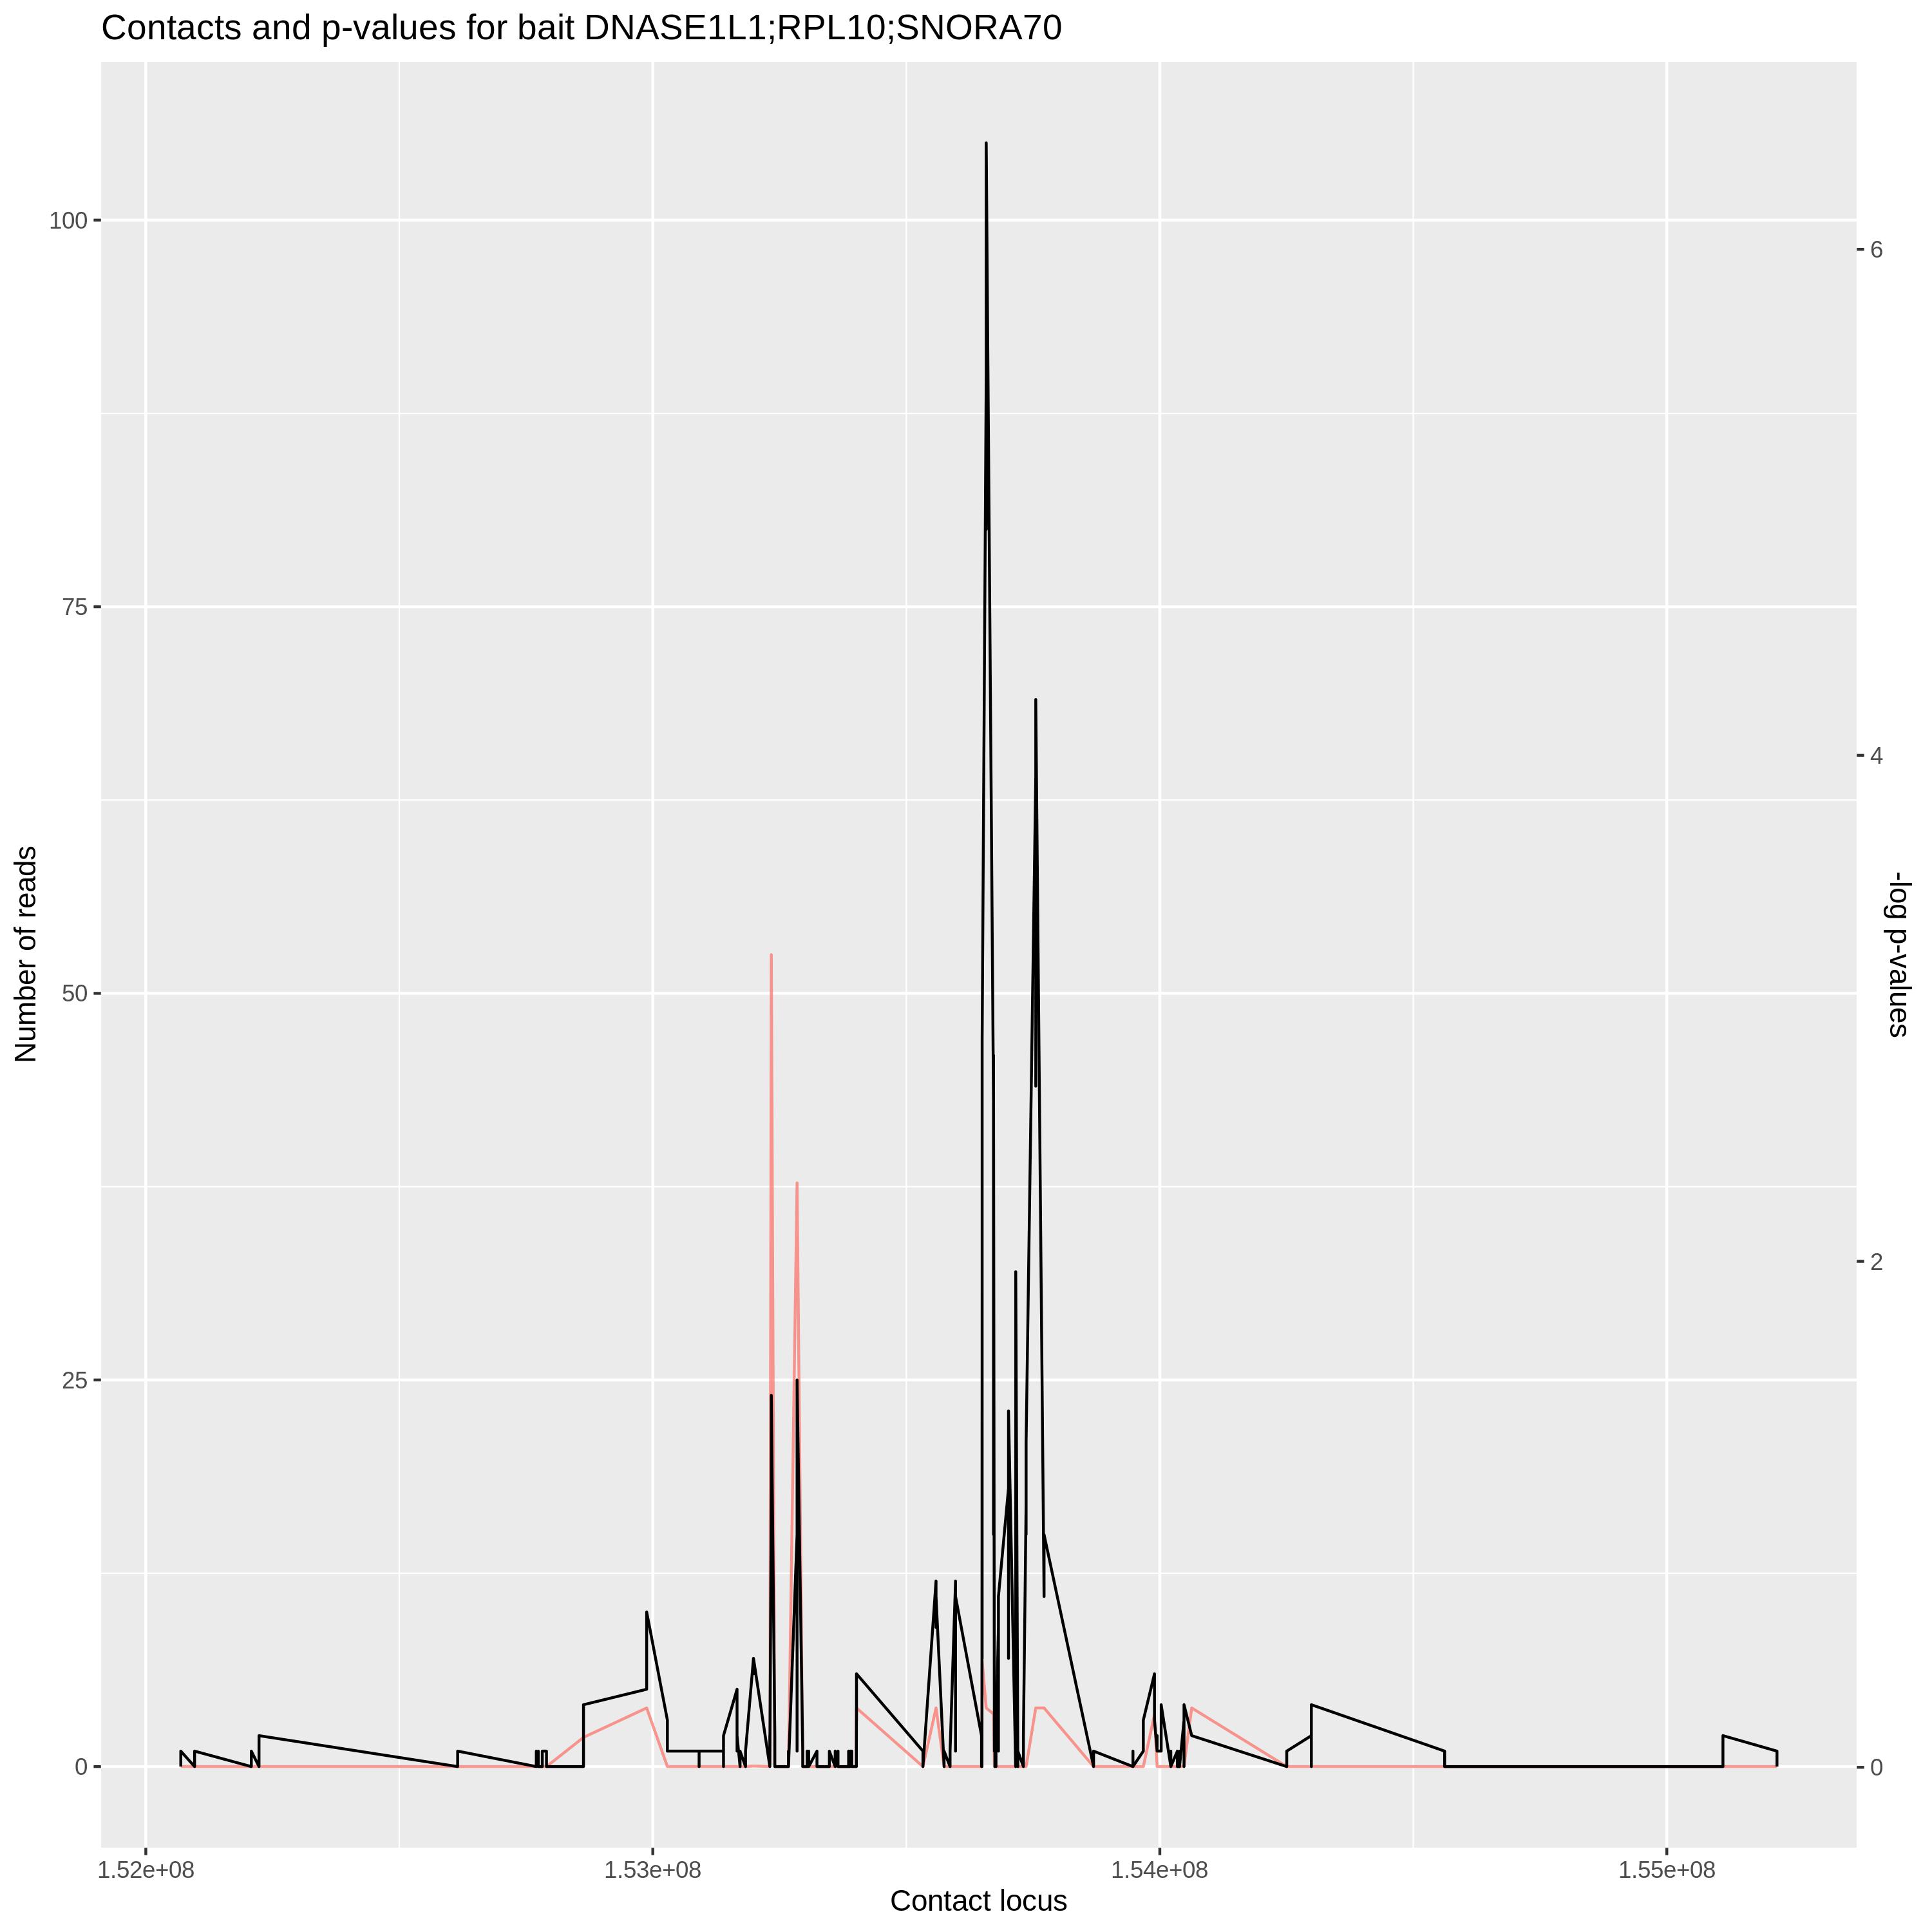 Contacts and p-values for bait DNASE1L1;RPL10;SNORA70
100
75
50
25
0
Number of reads
6
4
2
0
-log p-values
1.52e+08
1.53e+08
1.54e+08
1.55e+08
Contact locus